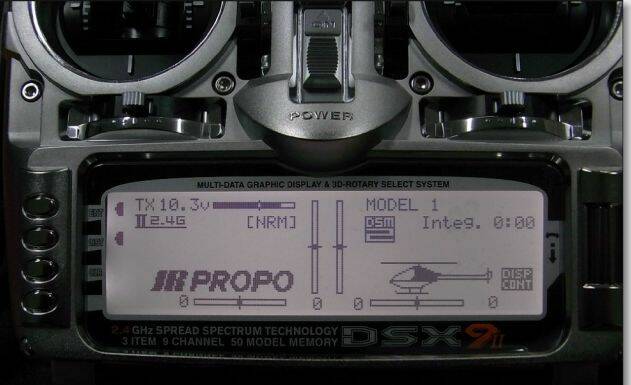 ON
POWER
MULTI-DATA GRAPHIC DISPLAY & 3D-ROTARY SELECT SYSTEM
TX 10.3v
MODEL 1
II 2.4G
[NRM]
DSM
Integ. 0:00
JR PROPO
DISP
CONT
0 0 0 0
2.4 GHz SPREAD SPECTRUM TECHNOLOGY
3 ITEM 9 CHANNEL 50 MODEL MEMORY
DSX9II